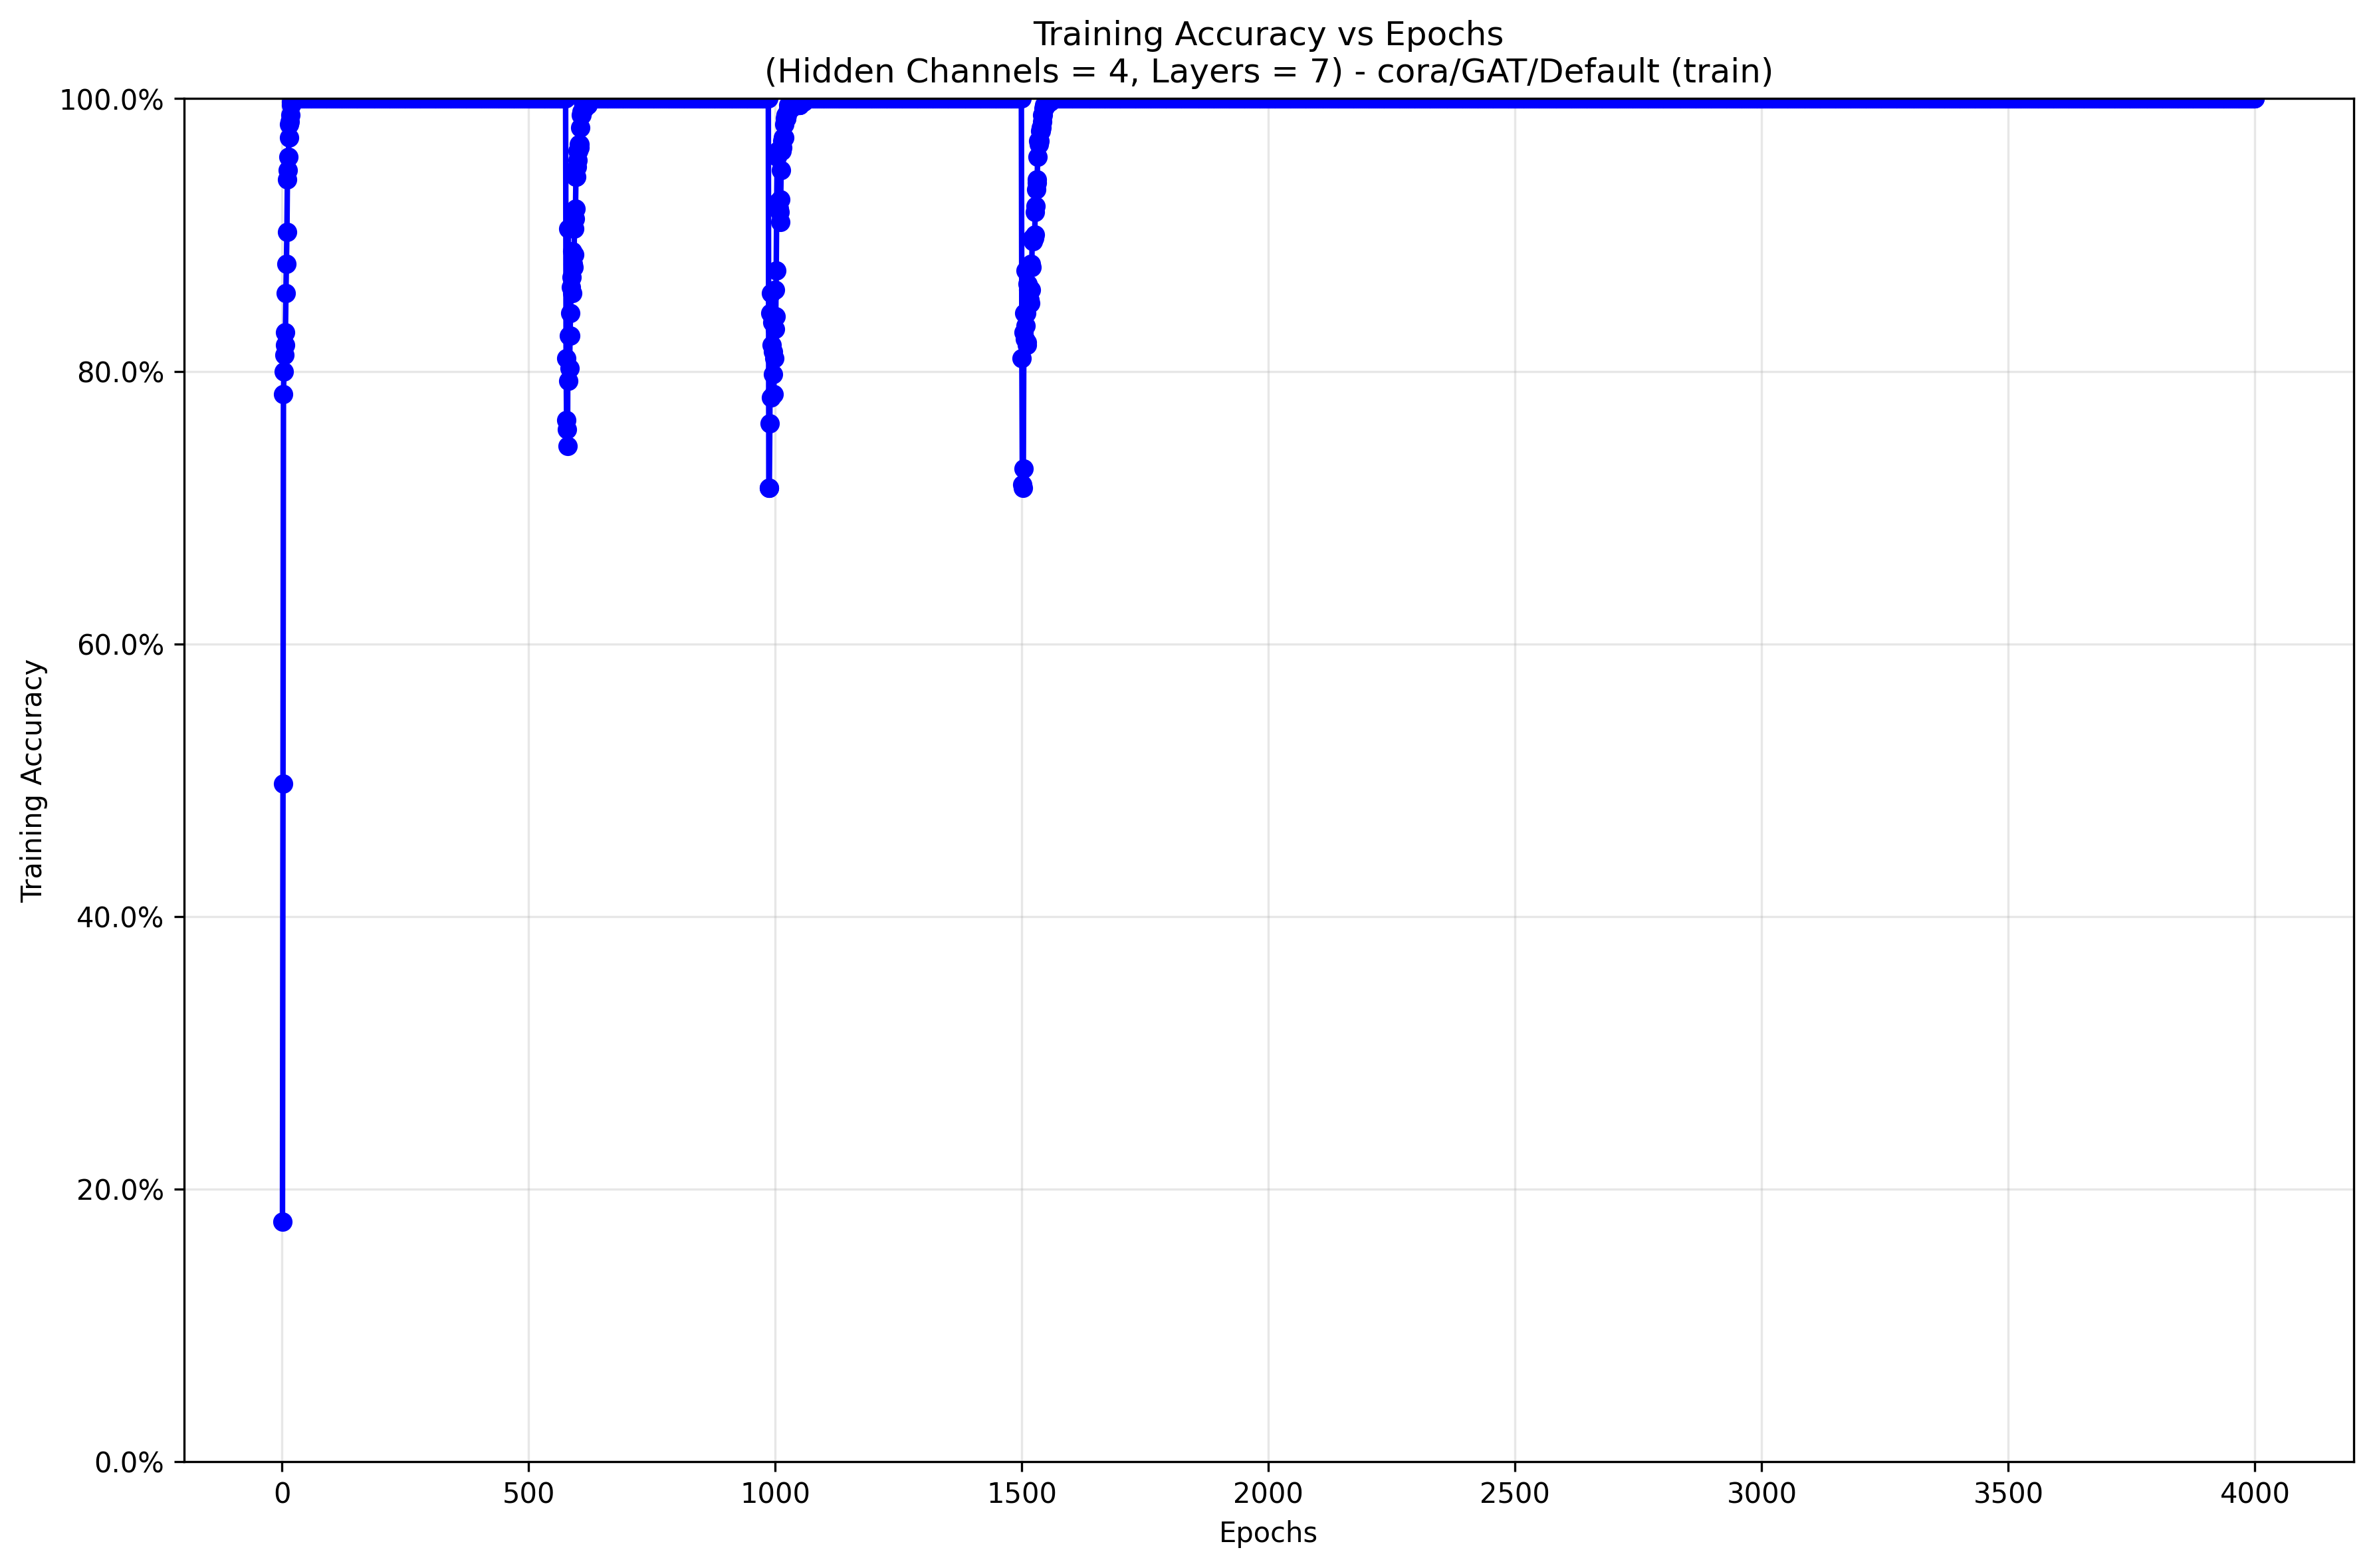 Training Accuracy vs Epochs
(Hidden Channels = 4, Layers = 7) - cora/GAT/Default (train)
100.0%
80.0%
60.0%
40.0%
20.0%
0.0%
Training Accuracy
0 500 1000 1500 2000 2500 3000 3500 4000
Epochs